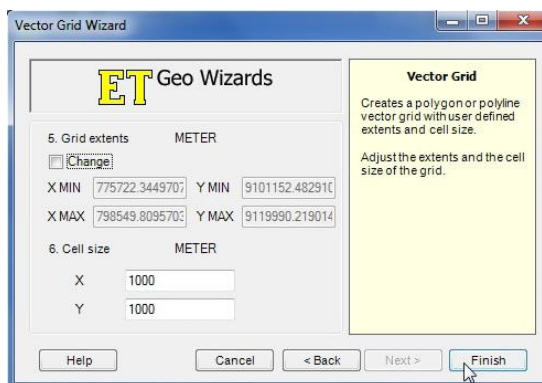 Vector Grid Wizard
ET Geo Wizards
5. Grid extents METER
Change
X MIN 775722.3449707 Y MIN 9101152.482910
X MAX 798549.8095703 Y MAX 9119990.219014
6. Cell size METER
X 1000
Y 1000
Vector Grid
Creates a polygon or polyline
vector grid with user defined
extents and cell size.
Adjust the extents and the cell
size of the grid.
Help Cancel < Back Next > Finish